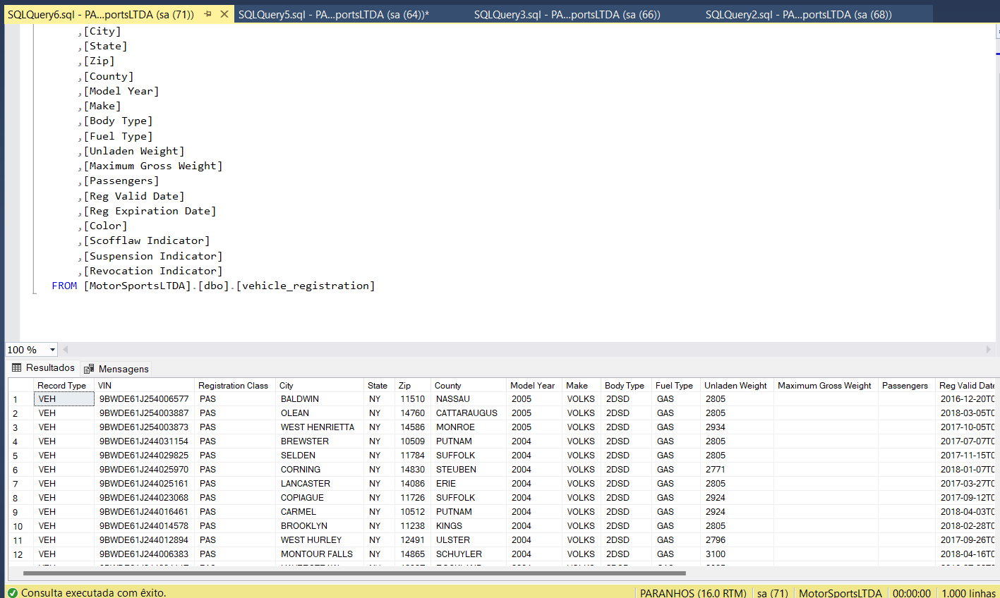 SQLQuery6.sql - PA...portsLTDA (sa (71)) SQLQuery5.sql - PA...portsLTDA (sa (64))* SQLQuery3.sql - PA...portsLTDA (sa (66)) SQLQuery2.sql - PA...portsLTDA (sa (68))
,[City]
,[State]
,[Zip]
,[County]
,[Model Year]
,[Make]
,[Body Type]
,[Fuel Type]
,[Unladen Weight]
,[Maximum Gross Weight]
,[Passengers]
,[Reg Valid Date]
,[Reg Expiration Date]
,[Color]
,[Scofflaw Indicator]
,[Suspension Indicator]
,[Revocation Indicator]
FROM [MotorSportsLTDA].[dbo].[vehicle_registration]
100 %
Resultados Mensagens
Record Type VIN Registration Class City State Zip County Model Year Make Body Type Fuel Type Unladen Weight Maximum Gross Weight Passengers Reg Valid Date
1 VEH 9BWDE61J254006577 PAS BALDWIN NY 11510 NASSAU 2005 VOLKS 2DSD GAS 2805 2016-12-20T0
2 VEH 9BWDE61J254003887 PAS OLEAN NY 14760 CATTARAUGUS 2005 VOLKS 2DSD GAS 2805 2018-03-05T0
3 VEH 9BWDE61J254003873 PAS WEST HENRIETTA NY 14586 MONROE 2005 VOLKS 2DSD GAS 2934 2017-10-05T0
4 VEH 9BWDE61J244031154 PAS BREWSTER NY 10509 PUTNAM 2004 VOLKS 2DSD GAS 2805 2017-07-07T0
5 VEH 9BWDE61J244029825 PAS SELDEN NY 11784 SUFFOLK 2004 VOLKS 2DSD GAS 2805 2017-11-15T0
6 VEH 9BWDE61J244025970 PAS CORNING NY 14830 STEUBEN 2004 VOLKS 2DSD GAS 2771 2018-01-07T0
7 VEH 9BWDE61J244025161 PAS LANCASTER NY 14086 ERIE 2004 VOLKS 2DSD GAS 2805 2017-03-27T0
8 VEH 9BWDE61J244023068 PAS COPIAGUE NY 11726 SUFFOLK 2004 VOLKS 2DSD GAS 2924 2017-09-12T0
9 VEH 9BWDE61J244016461 PAS CARMEL NY 10512 PUTNAM 2004 VOLKS 2DSD GAS 2924 2018-04-03T0
10 VEH 9BWDE61J244014578 PAS BROOKLYN NY 11238 KINGS 2004 VOLKS 2DSD GAS 2805 2018-02-28T0
11 VEH 9BWDE61J244012894 PAS WEST HURLEY NY 12491 ULSTER 2004 VOLKS 2DSD GAS 2796 2017-09-26T0
12 VEH 9BWDE61J244006383 PAS MONTOUR FALLS NY 14865 SCHUYLER 2004 VOLKS 2DSD GAS 3100 2018-04-16T0
Consulta executada com êxito. PARANHOS (16.0 RTM) sa (71) MotorSportsLTDA 00:00:00 1.000 linhas